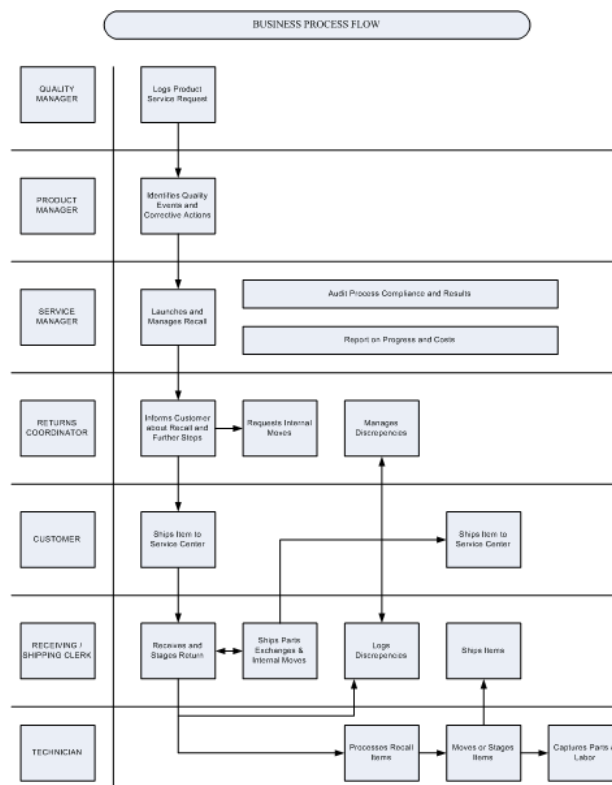 BUSINESS PROCESS FLOW
QUALITY
MANAGER
Logs Product
Service Request
PRODUCT
MANAGER
Identifies Quality
Events and
Corrective Actions
SERVICE
MANAGER
Launches and
Manages Recall
Audit Process Compliance and Results
Report on Progress and Costs
RETURNS
COORDINATOR
Informs Customer
about Recall and
Further Steps
Requests Internal
Moves
Manages
Discrepencies
CUSTOMER
Ships Item to
Service Center
Ships Item to
Service Center
RECEIVING /
SHIPPING CLERK
Receives and
Stages Return
Ships Parts
Exchanges &
Internal Moves
Logs
Discrepencies
Ships Items
TECHNICIAN
Processes Recall
Items
Moves or Stages
Items
Captures Parts
Labor